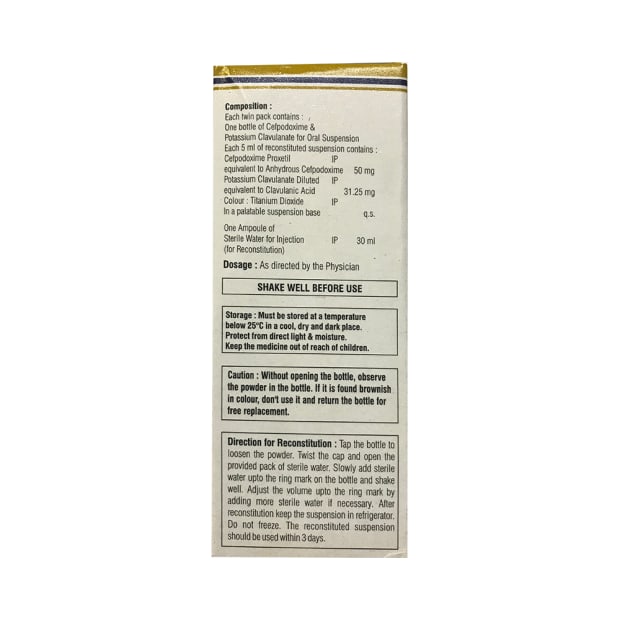 Composition :
Each twin pack contains :
One bottle of Cefpodoxime &
Potassium Clavulanate for Oral Suspension
Each 5 ml of reconstituted suspension contains :
Cefpodoxime Proxetil IP
equivalent to Anhydrous Cefpodoxime 50 mg
Potassium Clavulanate Diluted IP
equivalent to Clavulanic Acid 31.25 mg
Colour : Titanium Dioxide IP
In a palatable suspension base q.s.
One Ampoule of
Sterile Water for Injection IP 30 ml
(for Reconstitution)
Dosage : As directed by the Physician
SHAKE WELL BEFORE USE
Storage : Must be stored at a temperature
below 25°C in a cool, dry and dark place.
Protect from direct light & moisture.
Keep the medicine out of reach of children.
Caution : Without opening the bottle, observe
the powder in the bottle. If it is found brownish
in colour, don't use it and return the bottle for
free replacement.
Direction for Reconstitution : Tap the bottle to
loosen the powder. Twist the cap and open the
provided pack of sterile water. Slowly add sterile
water upto the ring mark on the bottle and shake
well. Adjust the volume upto the ring mark by
adding more sterile water if necessary. After
reconstitution keep the suspension in refrigerator.
Do not freeze. The reconstituted suspension
should be used within 3 days.